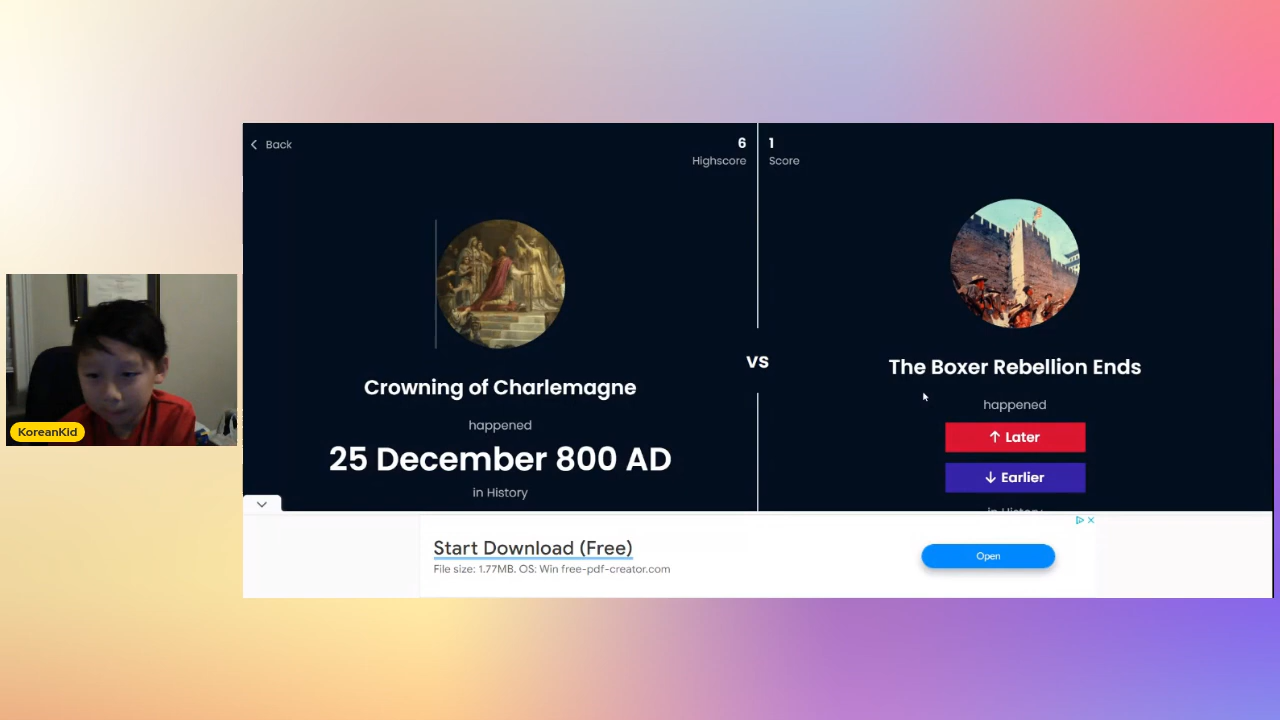 Back
6
Highscore
1
Score
Crowning of Charlemagne
happened
25 December 800 AD
in History
VS
The Boxer Rebellion Ends
happened
↑ Later
↓ Earlier
in History
KoreanKid
Start Download (Free)
File size: 1.77MB. OS: Win free-pdf-creator.com
Open